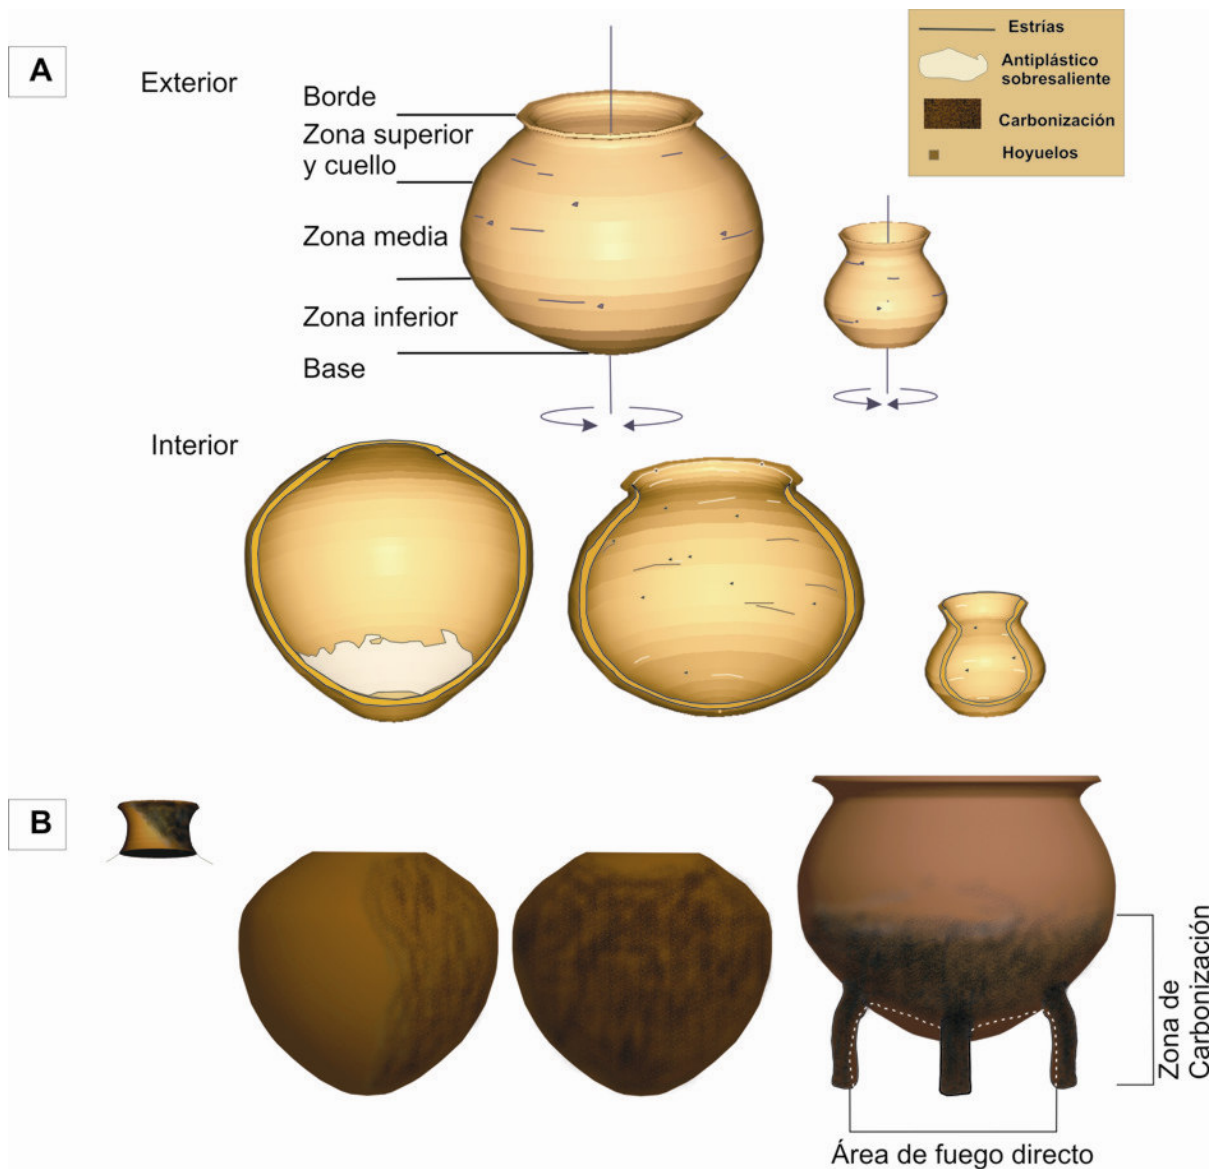 A
Exterior
Borde
Zona superior
y cuello
Zona media
Zona inferior
Base
Estrías
Antiplástico
sobresaliente
Carbonización
Hoyuelos
Interior
B
Zona de
Carbonización
Área de fuego directo